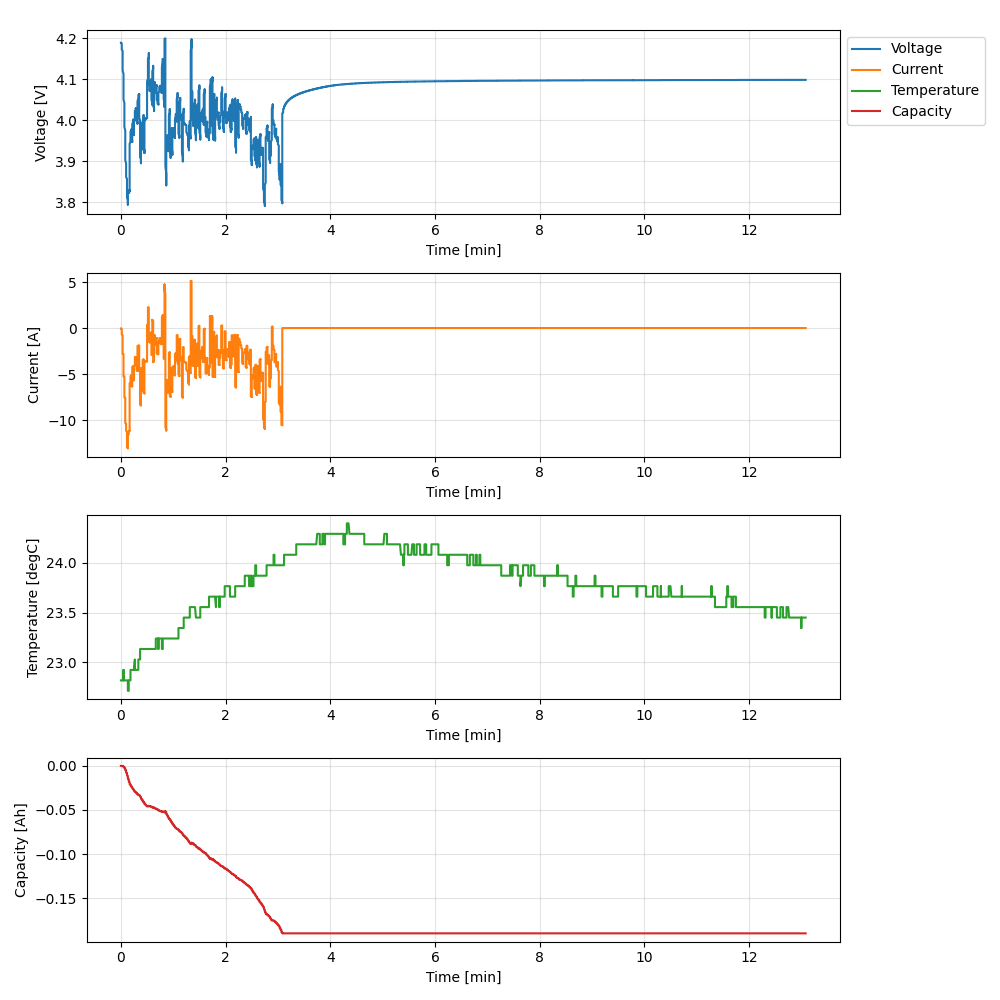 Voltage [V]
4.2
4.1
4.0
3.9
3.8
0 2 4 6 8 10 12
Time [min]
Voltage
Current
Temperature
Capacity
Current [A]
5
0
−5
−10
0 2 4 6 8 10 12
Time [min]
Temperature [degC]
24.0
23.5
23.0
0 2 4 6 8 10 12
Time [min]
Capacity [Ah]
0.00
−0.05
−0.10
−0.15
0 2 4 6 8 10 12
Time [min]